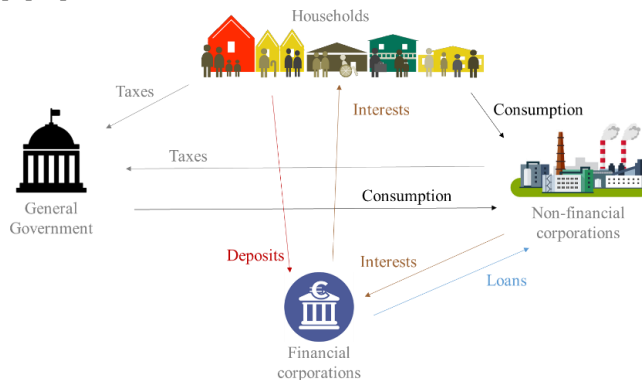 Households
Taxes
Interests
Consumption
Taxes
Consumption
General
Government
Non-financial
corporations
Deposits
Interests
Loans
€
Financial
corporations